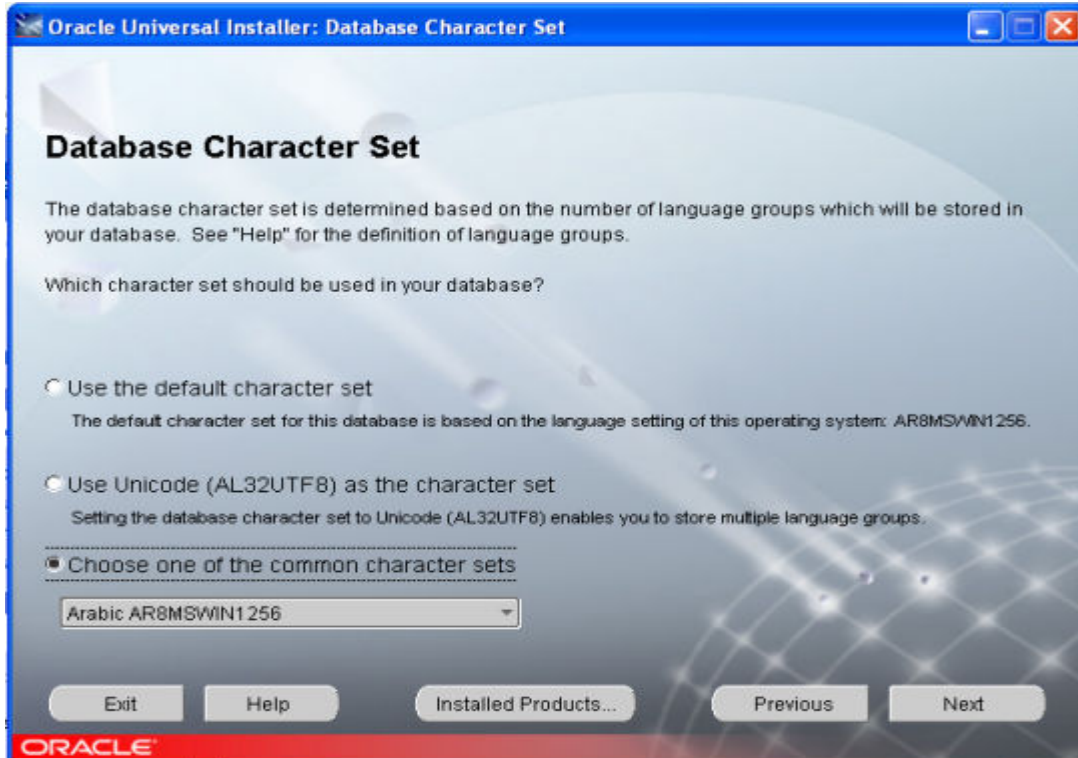 Oracle Universal Installer: Database Character Set
Database Character Set
The database character set is determined based on the number of language groups which will be stored in
your database. See "Help" for the definition of language groups.
Which character set should be used in your database?
Use the default character set
The default character set for this database is based on the language setting of this operating system: AR8MSWIN1256.
Use Unicode (AL32UTF8) as the character set
Setting the database character set to Unicode (AL32UTF8) enables you to store multiple language groups.
Choose one of the common character sets
Arabic AR8MSWIN1256
Exit Help Installed Products... Previous Next
ORACLE